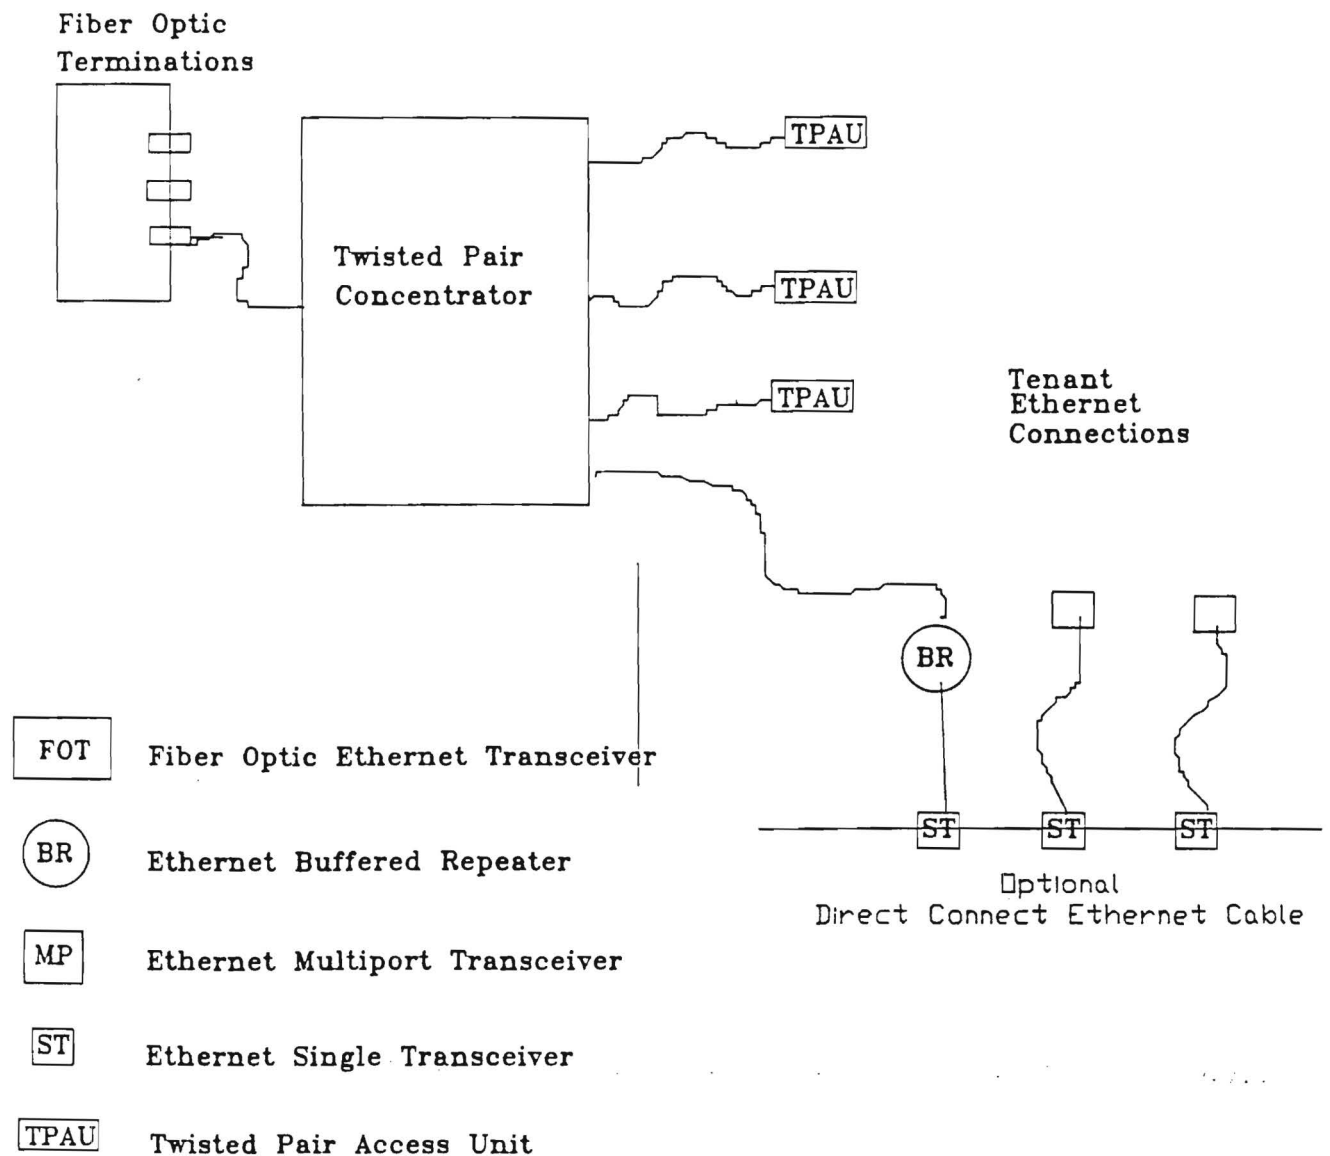 Fiber Optic
Terminations
TPAU
Twisted Pair
Concentrator
TPAU
TPAU
Tenant
Ethernet
Connections
BR
ST
ST
ST
Optional
Direct Connect Ethernet Cable
FOT
Fiber Optic Ethernet Transceiver
BR
Ethernet Buffered Repeater
MP
Ethernet Multiport Transceiver
ST
Ethernet Single Transceiver
TPAU
Twisted Pair Access Unit